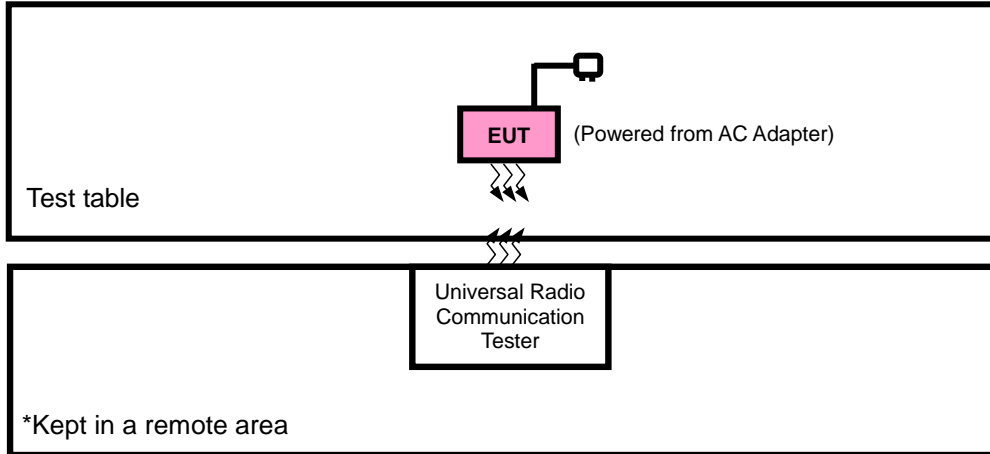 EUT
(Powered from AC Adapter)
Test table
Universal Radio
Communication
Tester
*Kept in a remote area